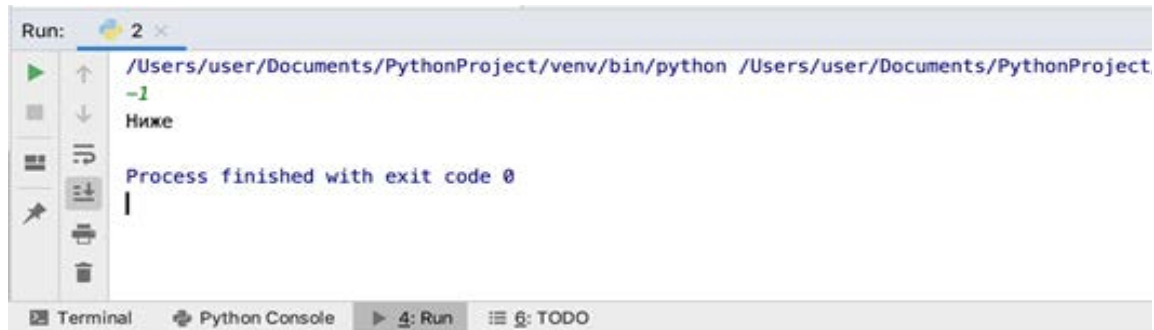 Run: 2
/Users/user/Documents/PythonProject/venv/bin/python /Users/user/Documents/PythonProject/
-1
Ниже
Process finished with exit code 0
Terminal Python Console 4: Run 6: TODO